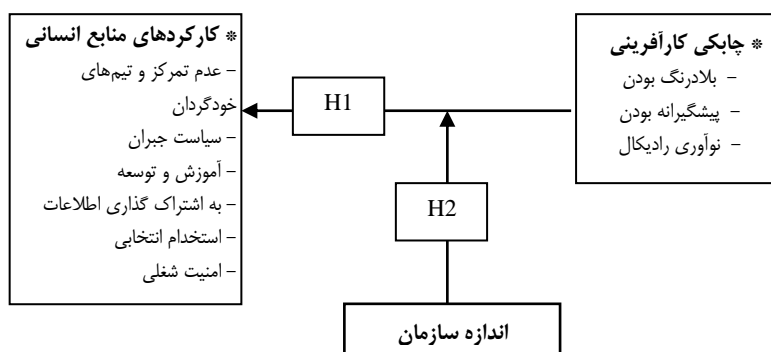 * چابکی کارآفرینی
- بلادرنگ بودن
- پیشگیرانه بودن
- نوآوری رادیکال
H1
H2
* کارکردهای منابع انسانی
- عدم تمرکز و تیم‌های
خودگردان
- سیاست جبران
- آموزش و توسعه
- به اشتراک گذاری اطلاعات
- استخدام انتخابی
- امنیت شغلی
اندازه سازمان